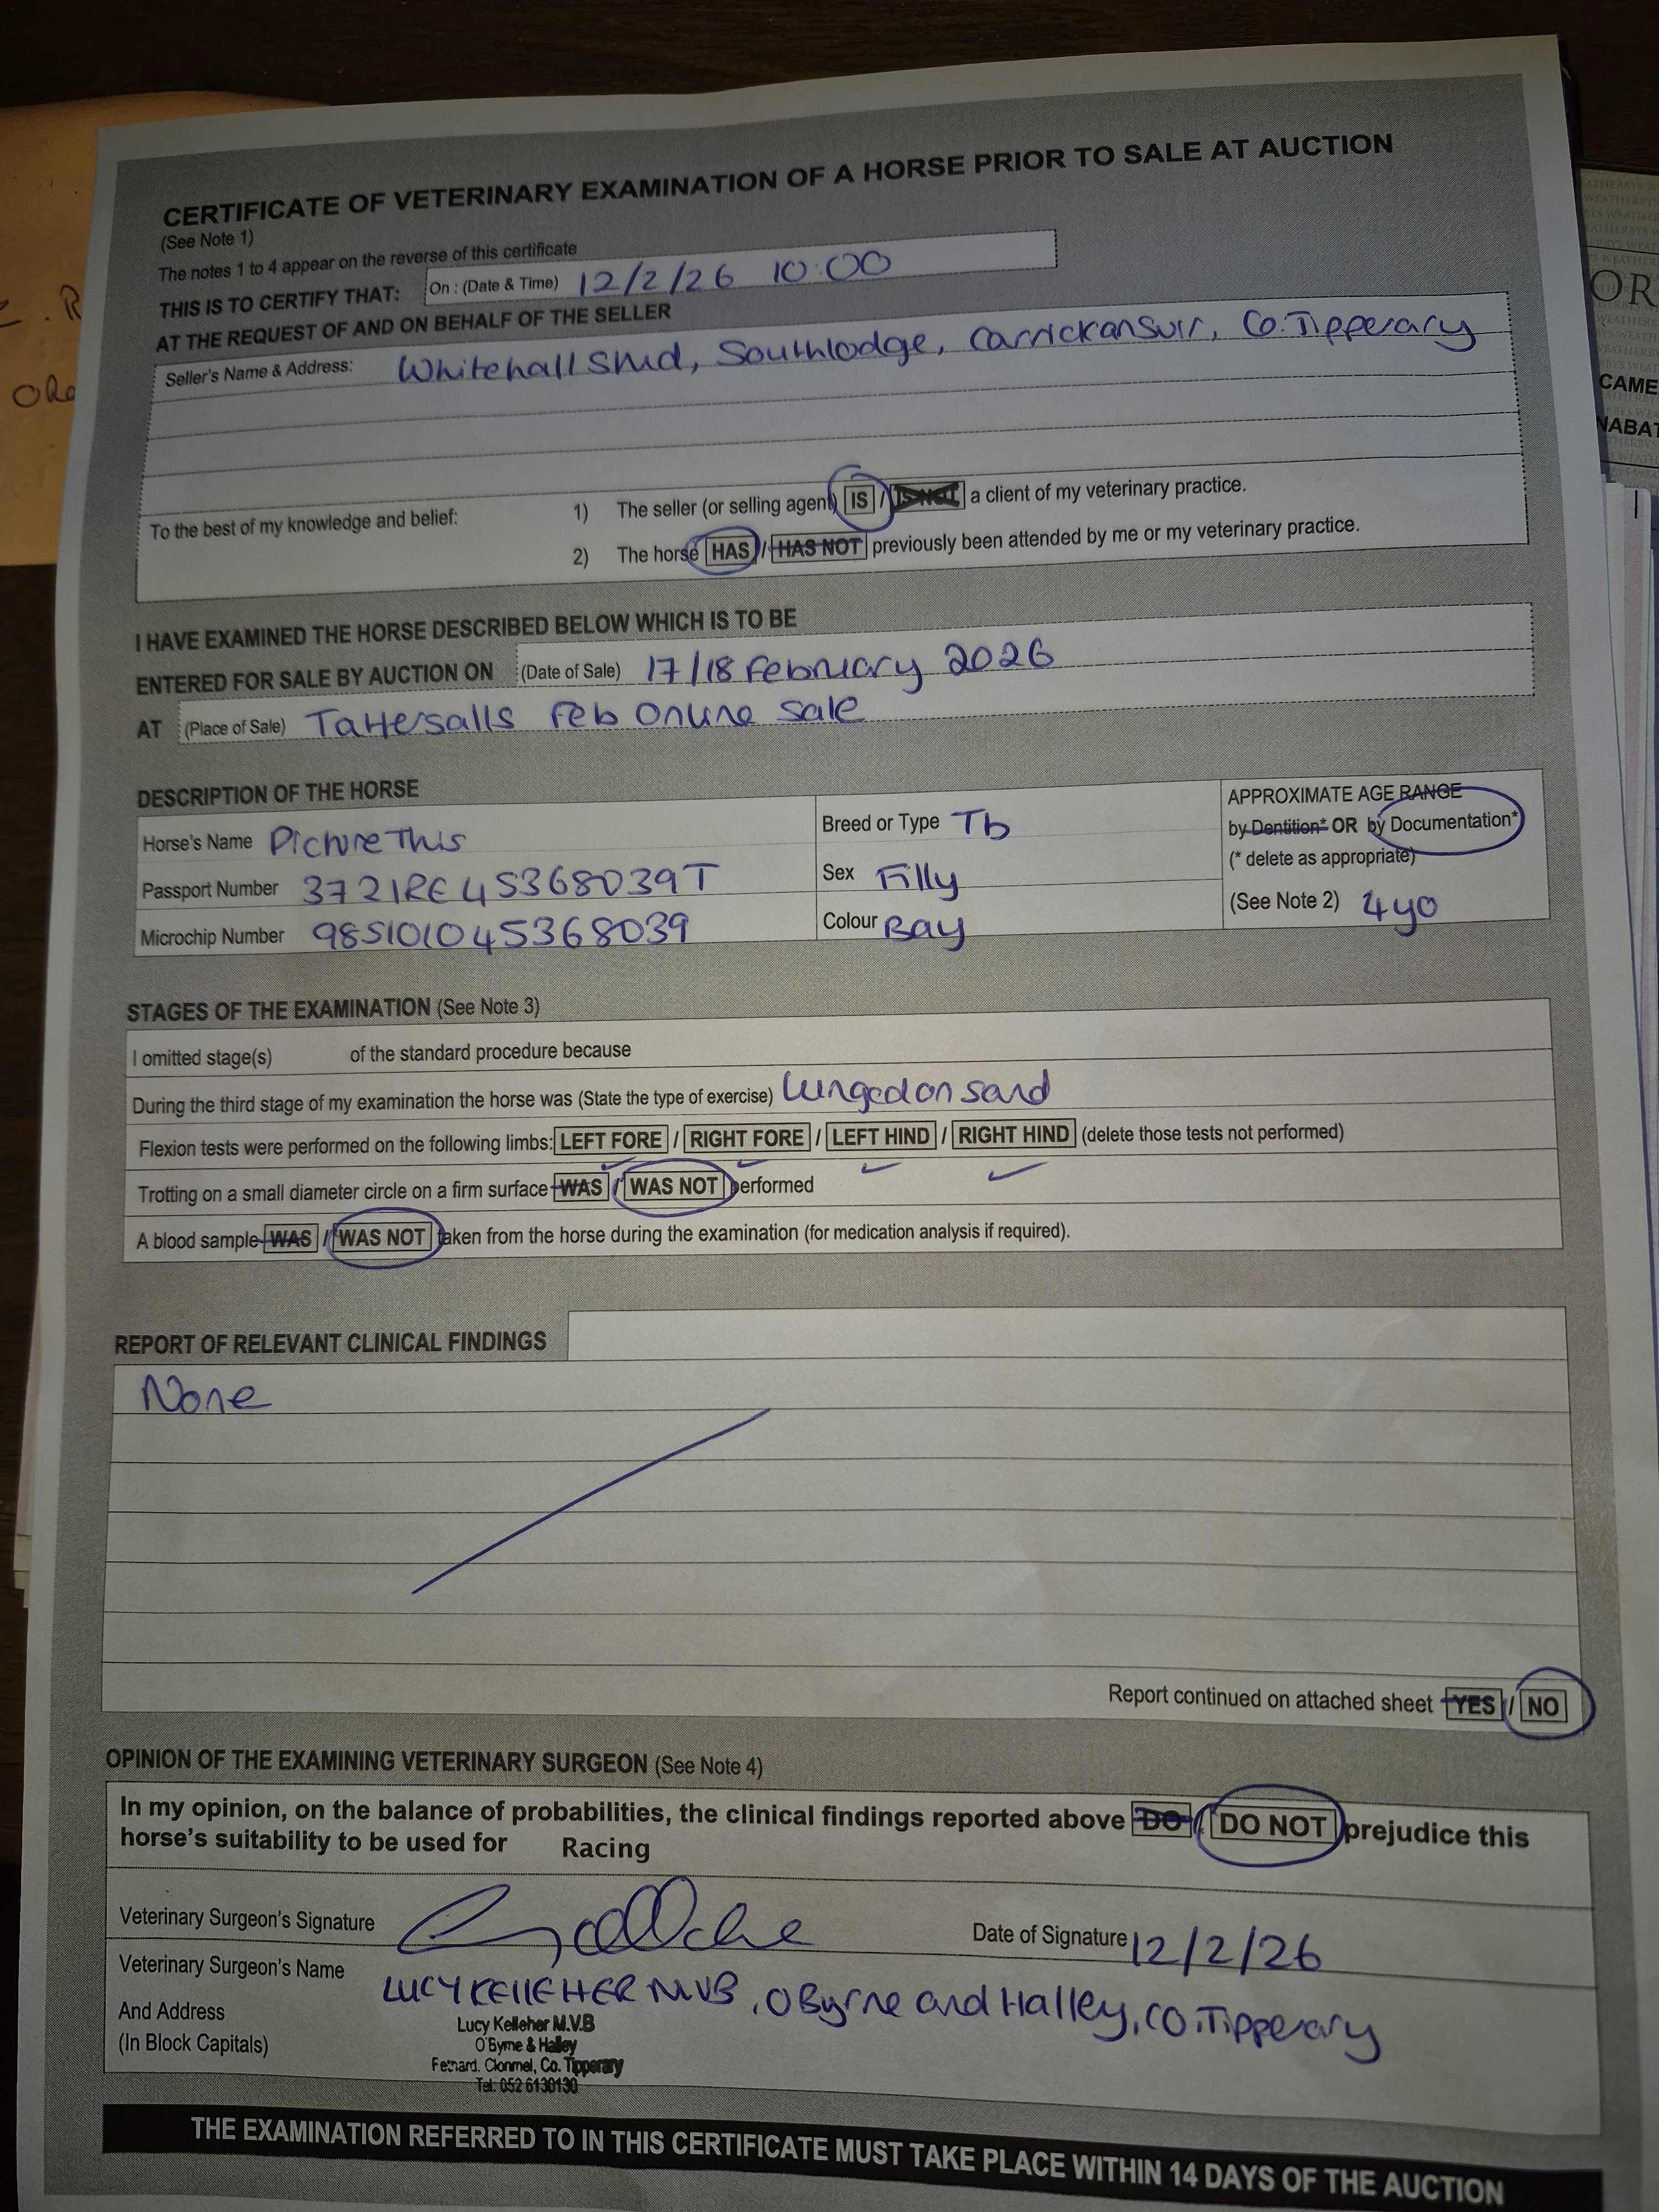 CERTIFICATE OF VETERINARY EXAMINATION OF A HORSE PRIOR TO SALE AT AUCTION
(See Note 1)
The notes 1 to 4 appear on the reverse of this certificate
THIS IS TO CERTIFY THAT: On : (Date & Time) 12/2/26 10:00
AT THE REQUEST OF AND ON BEHALF OF THE SELLER
Seller's Name & Address: Whitehall Stud, Southlodge, Carrickansuir, Co. Tipperary
To the best of my knowledge and belief:
1) The seller (or selling agent) IS / IS NOT a client of my veterinary practice.
2) The horse HAS / HAS NOT previously been attended by me or my veterinary practice.
I HAVE EXAMINED THE HORSE DESCRIBED BELOW WHICH IS TO BE
ENTERED FOR SALE BY AUCTION ON (Date of Sale) 17/18 February 2026
AT (Place of Sale) Tattersalls Feb Online Sale
DESCRIPTION OF THE HORSE
Horse's Name Picture This
Passport Number 372IRE45368039T
Microchip Number 985101045368039
Breed or Type Tb
Sex Filly
Colour Bay
APPROXIMATE AGE RANGE
by Dentition* OR by Documentation*
(* delete as appropriate)
(See Note 2) 4yo
STAGES OF THE EXAMINATION (See Note 3)
I omitted stage(s) of the standard procedure because
During the third stage of my examination the horse was (State the type of exercise) lunged on sand
Flexion tests were performed on the following limbs: LEFT FORE / RIGHT FORE / LEFT HIND / RIGHT HIND (delete those tests not performed)
Trotting on a small diameter circle on a firm surface WAS / WAS NOT performed
A blood sample WAS / WAS NOT taken from the horse during the examination (for medication analysis if required).
REPORT OF RELEVANT CLINICAL FINDINGS
None
Report continued on attached sheet YES / NO
OPINION OF THE EXAMINING VETERINARY SURGEON (See Note 4)
In my opinion, on the balance of probabilities, the clinical findings reported above DO / DO NOT prejudice this
horse's suitability to be used for Racing
Veterinary Surgeon's Signature
Date of Signature 12/2/26
Veterinary Surgeon's Name
And Address
(In Block Capitals)
LUCY KELLEHER MVB, O Byrne and Halley, CO. Tipperary
Lucy Kelleher M.V.B
O'Byrne & Halley
Fethard, Clonmel, Co. Tipperary
Tel: 052 6130130
THE EXAMINATION REFERRED TO IN THIS CERTIFICATE MUST TAKE PLACE WITHIN 14 DAYS OF THE AUCTION
WEATHERBYS
OR
CAME
NABAT